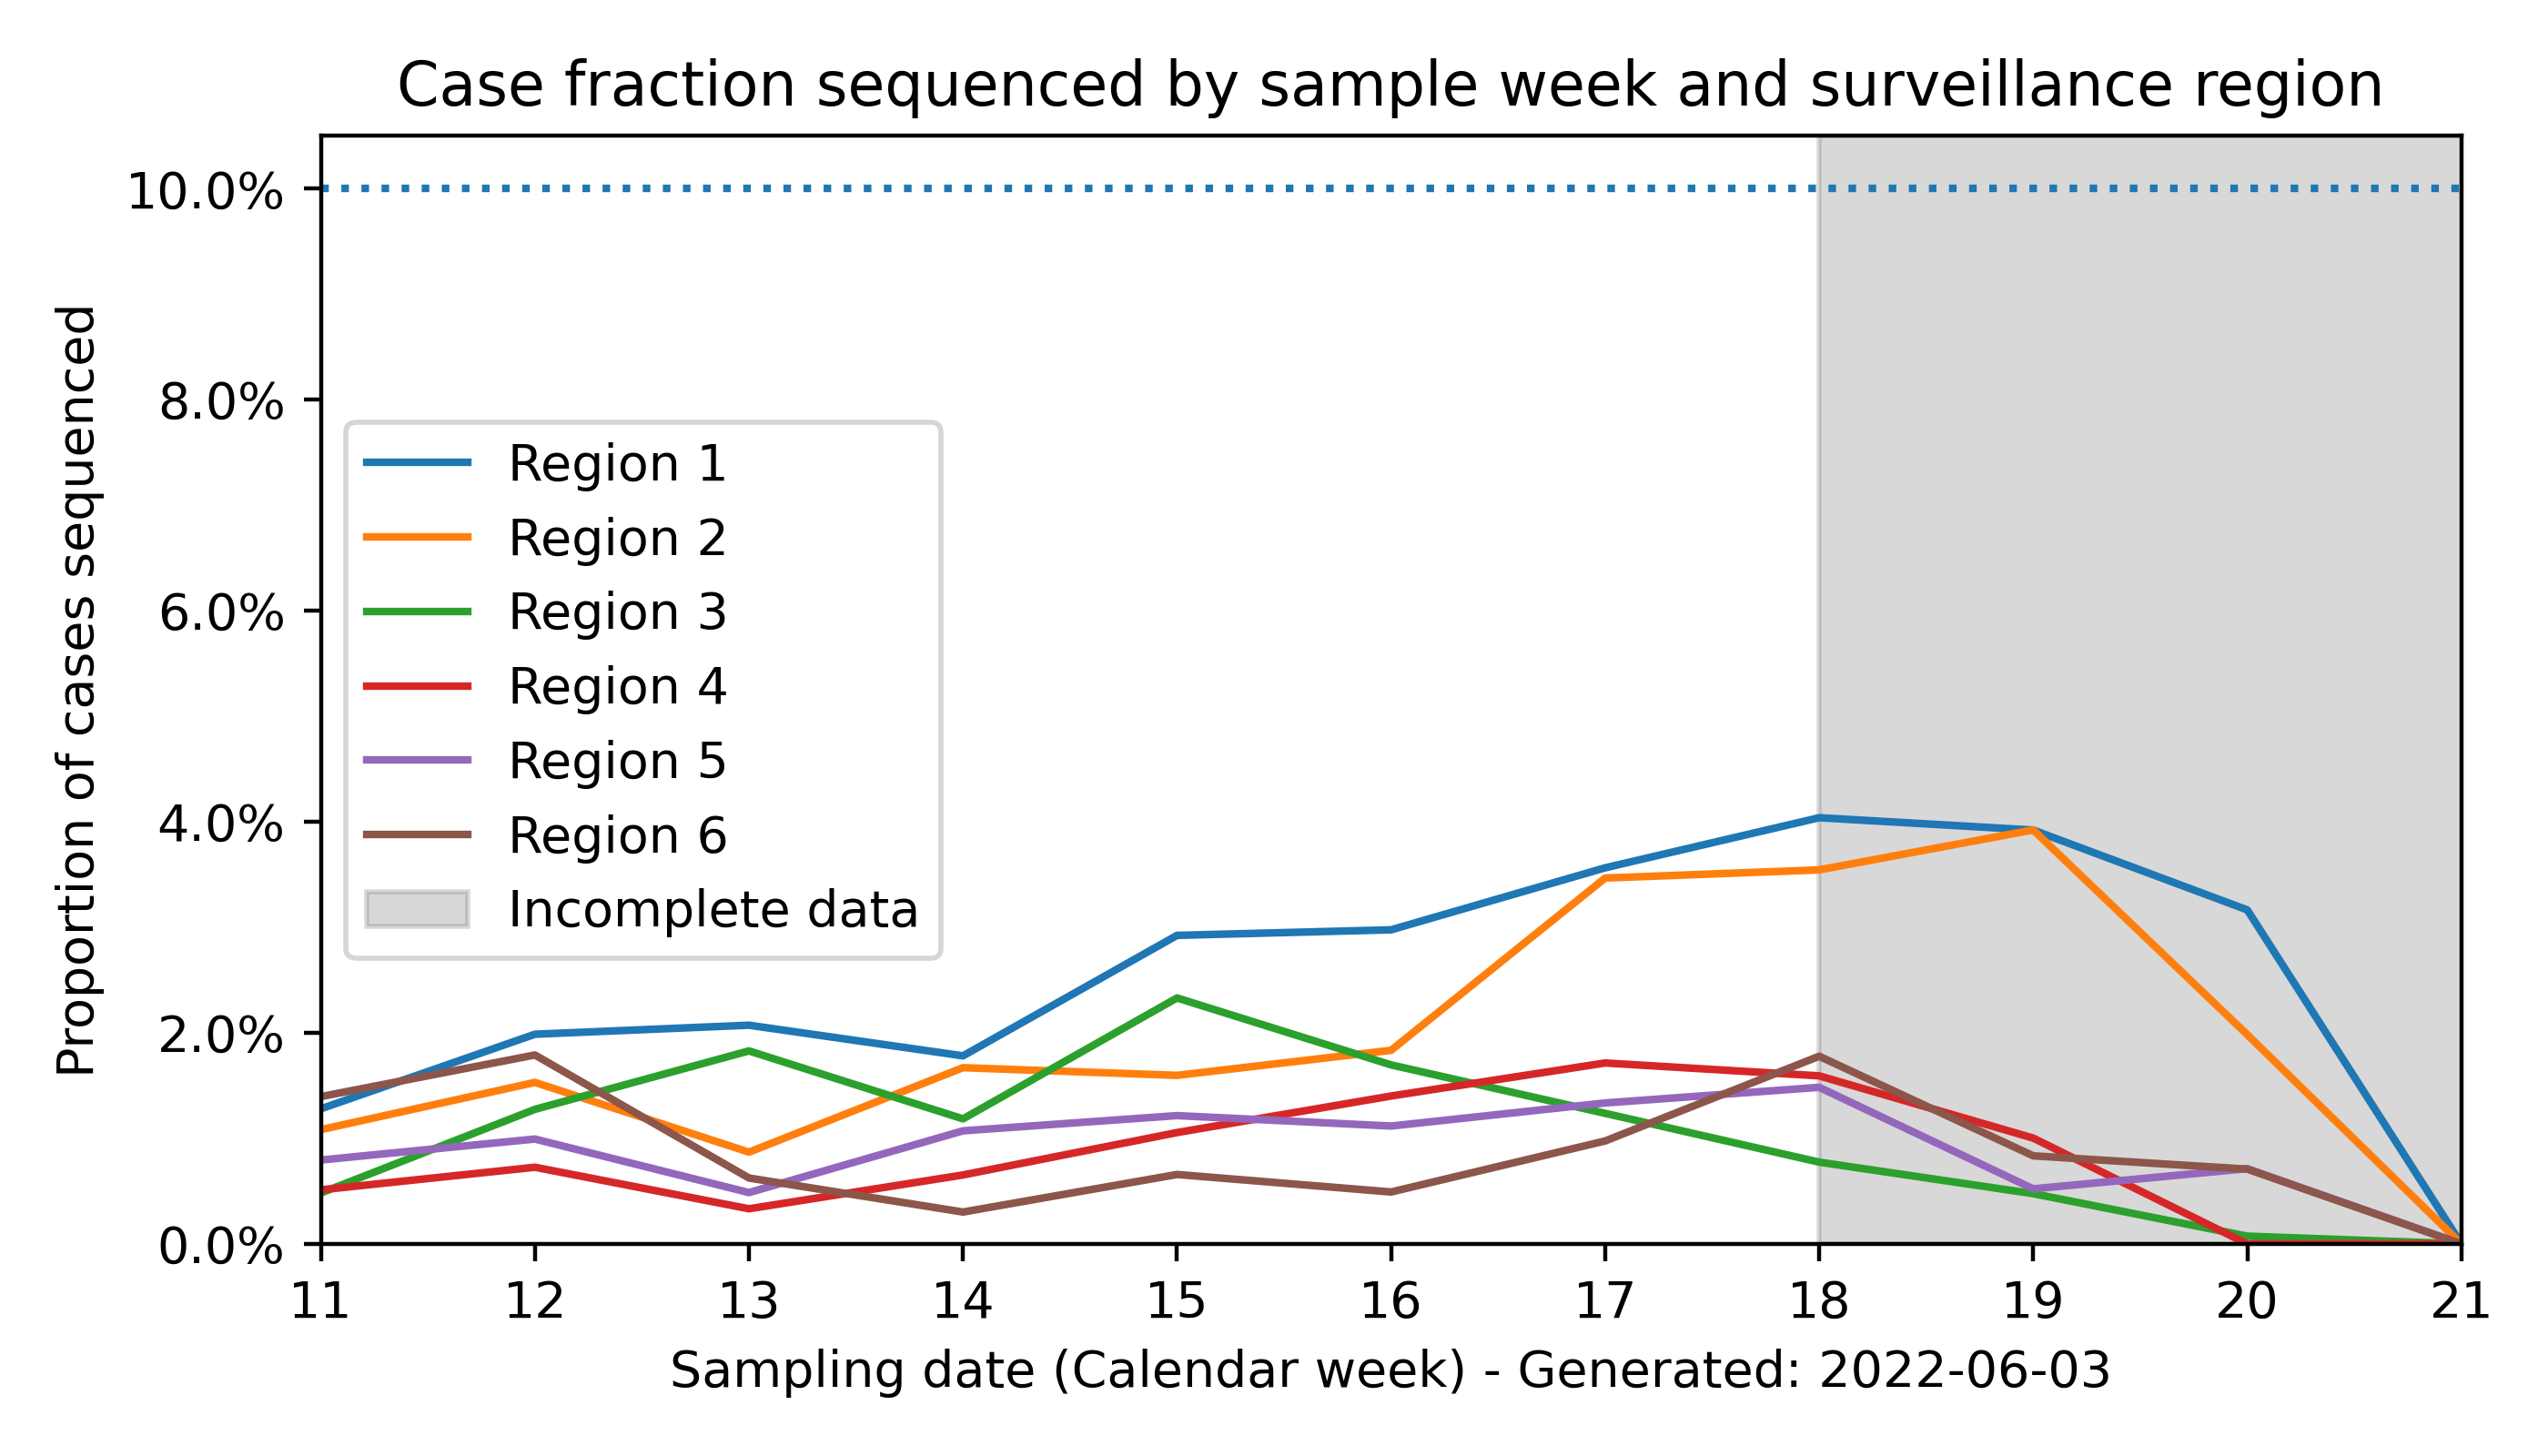 Case fraction sequenced by sample week and surveillance region
Proportion of cases sequenced
10.0%
8.0%
6.0%
4.0%
2.0%
0.0%
Region 1
Region 2
Region 3
Region 4
Region 5
Region 6
Incomplete data
11 12 13 14 15 16 17 18 19 20 21
Sampling date (Calendar week) - Generated: 2022-06-03